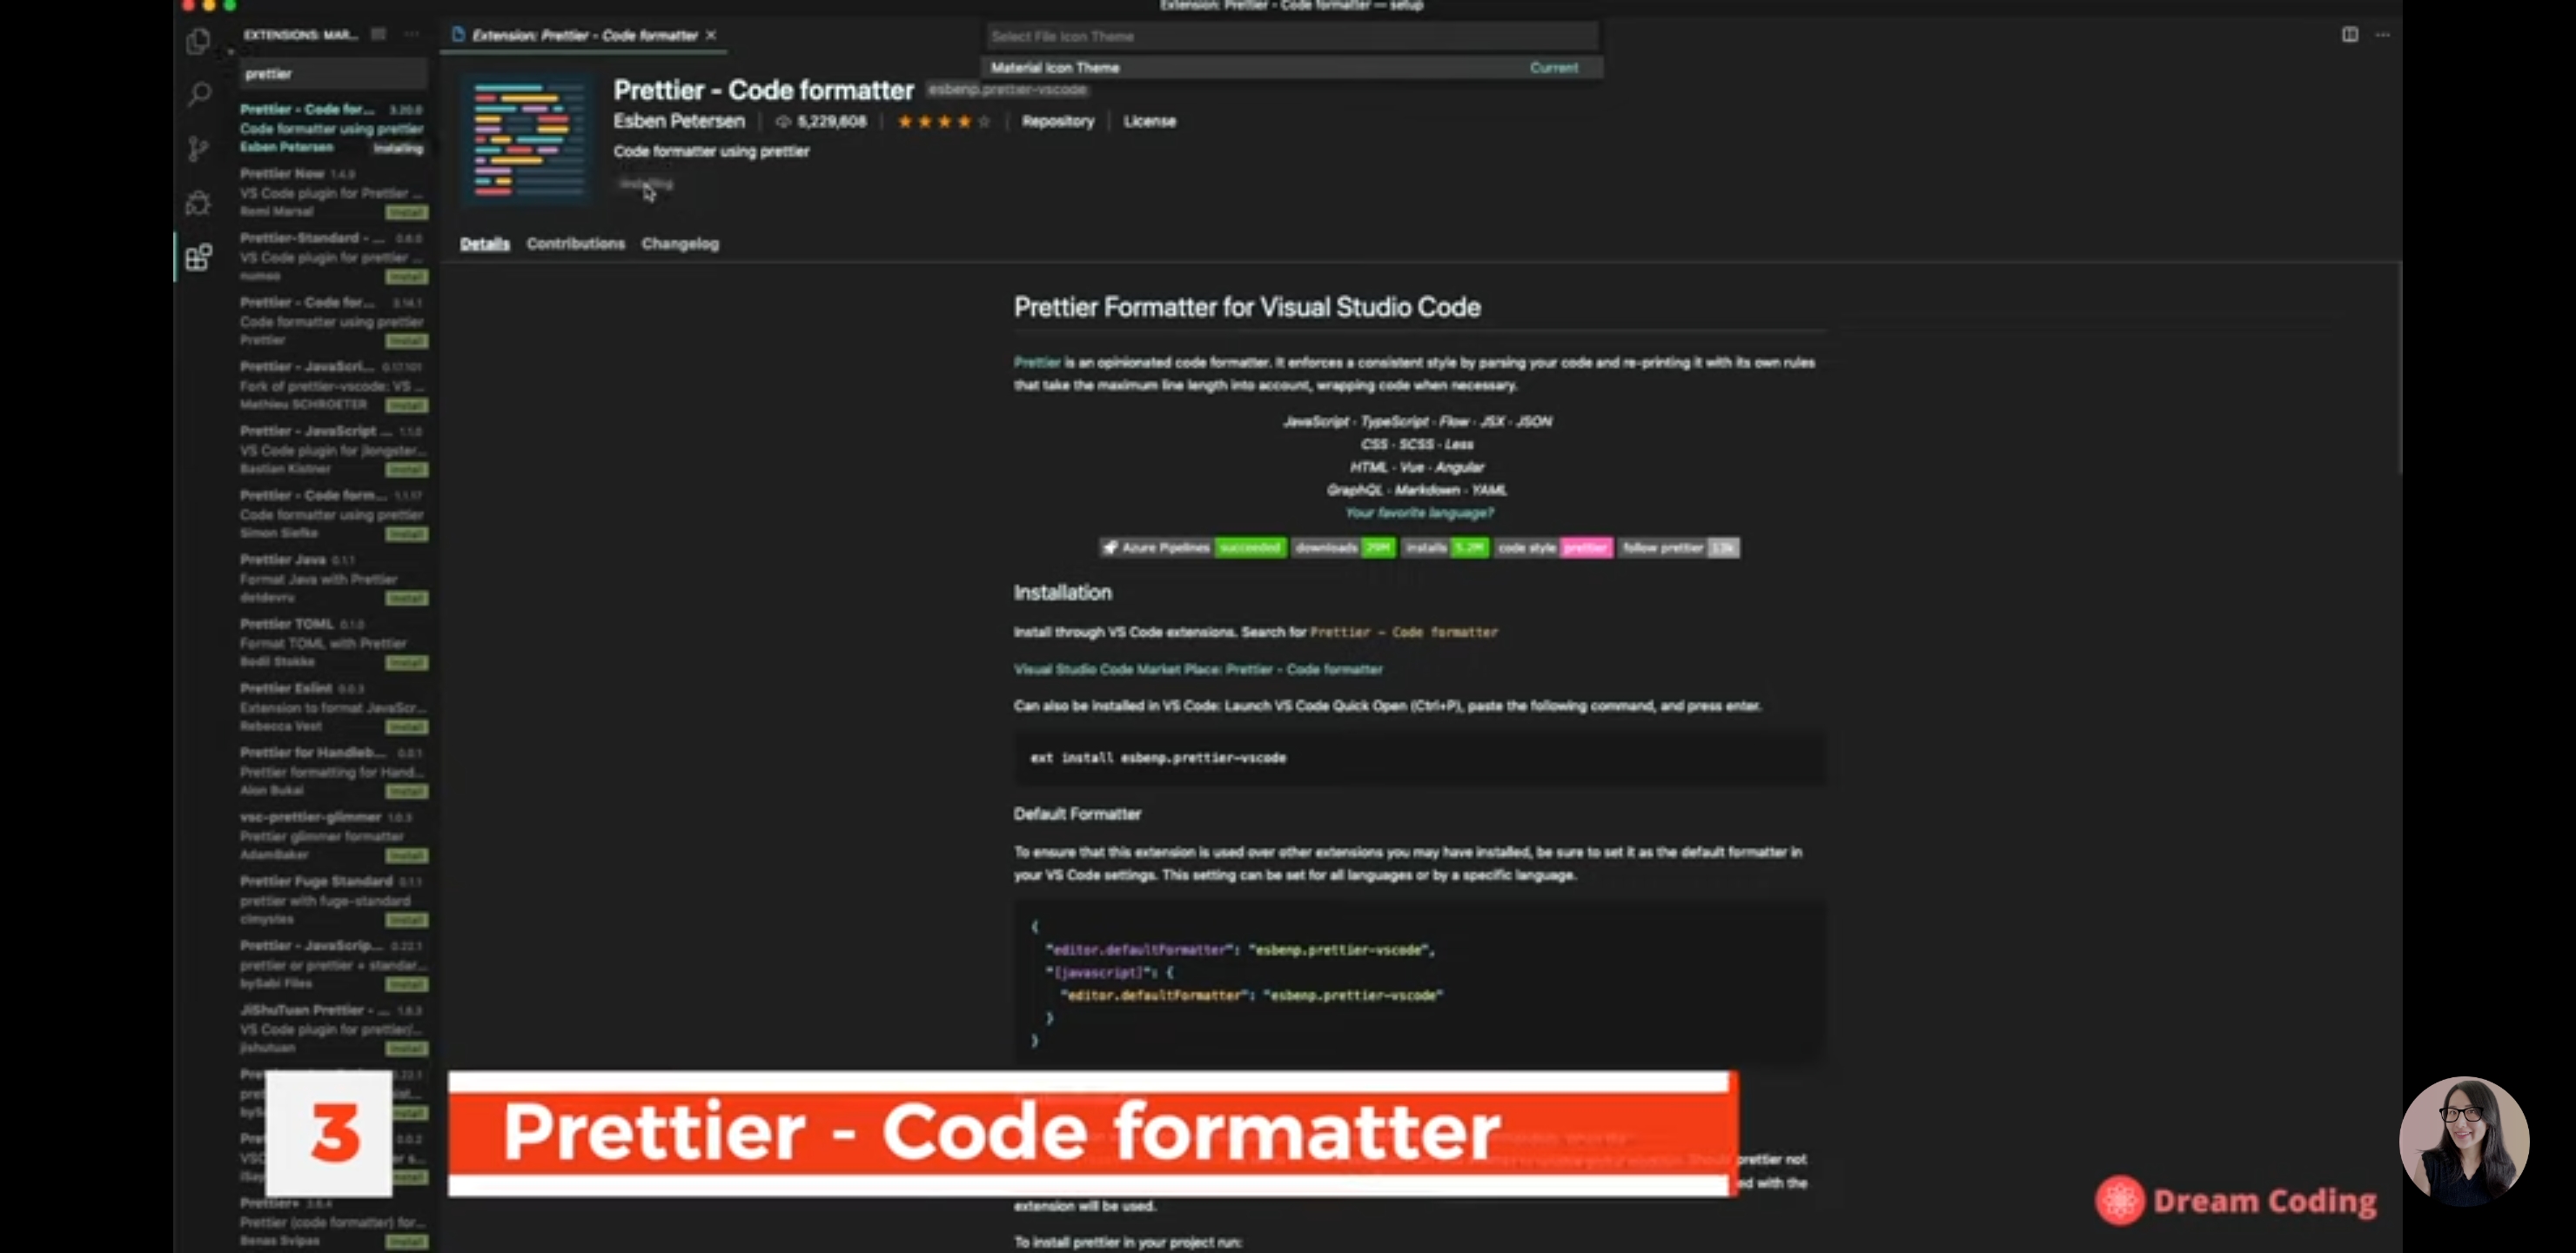 Extension: Prettier - Code formatter — setup
EXTENSIONS: MAR...
Extension: Prettier - Code formatter
Select File Icon Theme
Material Icon Theme
Current
prettier
Prettier - Code for... 3.20.0
Code formatter using prettier
Esben Petersen Installing
Prettier Now 1.4.9
VS Code plugin for Prettier ...
Remi Marsal Install
Prettier-Standard - ... 0.8.0
VS Code plugin for prettier ...
numso Install
Prettier - Code for... 3.14.1
Code formatter using prettier
Prettier Install
Prettier - JavaScri... 0.17.101
Fork of prettier-vscode: VS ...
Mathieu SCHROETER Install
Prettier - JavaScript ... 1.1.0
VS Code plugin for jlongster...
Bastian Kistner Install
Prettier - Code form... 1.1.17
Code formatter using prettier
Simon Siefke Install
Prettier Java 0.1.1
Format Java with Prettier
dotdevru Install
Prettier TOML 0.1.0
Format TOML with Prettier
Bodil Stokke Install
Prettier Eslint 0.0.3
Extension to format JavaScr...
Rebecca Vest Install
Prettier for Handleb... 0.0.1
Prettier formatting for Hand...
Alon Bukai Install
vsc-prettier-glimmer 1.0.3
Prettier glimmer formatter
AdamBaker Install
Prettier Fuge Standard 0.1.1
prettier with fuge-standard
cimystes Install
Prettier - JavaScrip... 0.22.1
prettier or prettier + standar...
bySabi Files Install
JiShuTuan Prettier - ... 1.8.3
VS Code plugin for prettier/...
jishutuan Install
Prettier+
Prettier (code formatter) for...
Benas Svipas Install
Prettier - Code formatter esbenp.prettier-vscode
Esben Petersen 5,229,608 Repository License
Code formatter using prettier
Installing
Details Contributions Changelog
Prettier Formatter for Visual Studio Code
Prettier is an opinionated code formatter. It enforces a consistent style by parsing your code and re-printing it with its own rules
that take the maximum line length into account, wrapping code when necessary.
JavaScript · TypeScript · Flow · JSX · JSON
CSS · SCSS · Less
HTML · Vue · Angular
GraphQL · Markdown · YAML
Your favorite language?
Azure Pipelines succeeded downloads 29M installs 5.2M code style prettier follow prettier 13k
Installation
Install through VS Code extensions. Search for Prettier - Code formatter
Visual Studio Code Market Place: Prettier - Code formatter
Can also be installed in VS Code: Launch VS Code Quick Open (Ctrl+P), paste the following command, and press enter.
ext install esbenp.prettier-vscode
Default Formatter
To ensure that this extension is used over other extensions you may have installed, be sure to set it as the default formatter in
your VS Code settings. This setting can be set for all languages or by a specific language.
{
"editor.defaultFormatter": "esbenp.prettier-vscode",
"[javascript]": {
"editor.defaultFormatter": "esbenp.prettier-vscode"
}
}
3 Prettier - Code formatter
prettier not
ed with the
extension will be used.
To install prettier in your project run:
Dream Coding